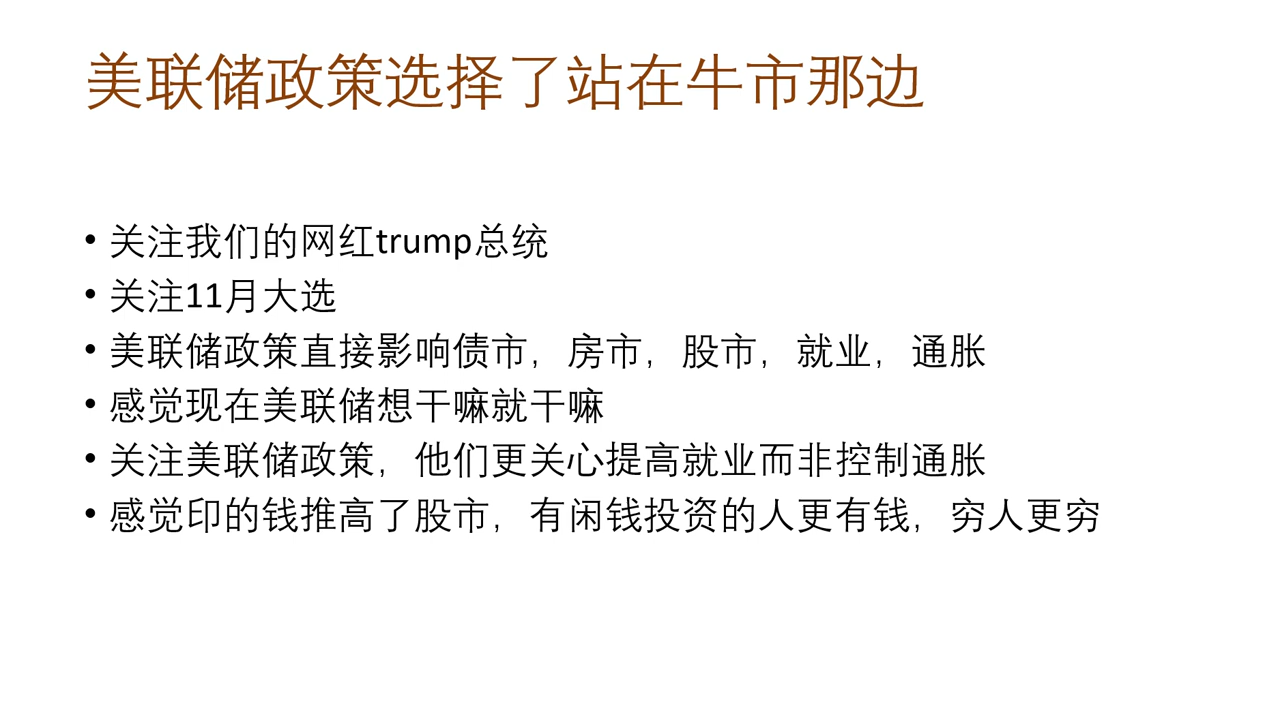 美联储政策选择了站在牛市那边
• 关注我们的网红trump总统
• 关注11月大选
• 美联储政策直接影响债市，房市，股市，就业，通胀
• 感觉现在美联储想干嘛就干嘛
• 关注美联储政策，他们更关心提高就业而非控制通胀
• 感觉印的钱推高了股市，有闲钱投资的人更有钱，穷人更穷